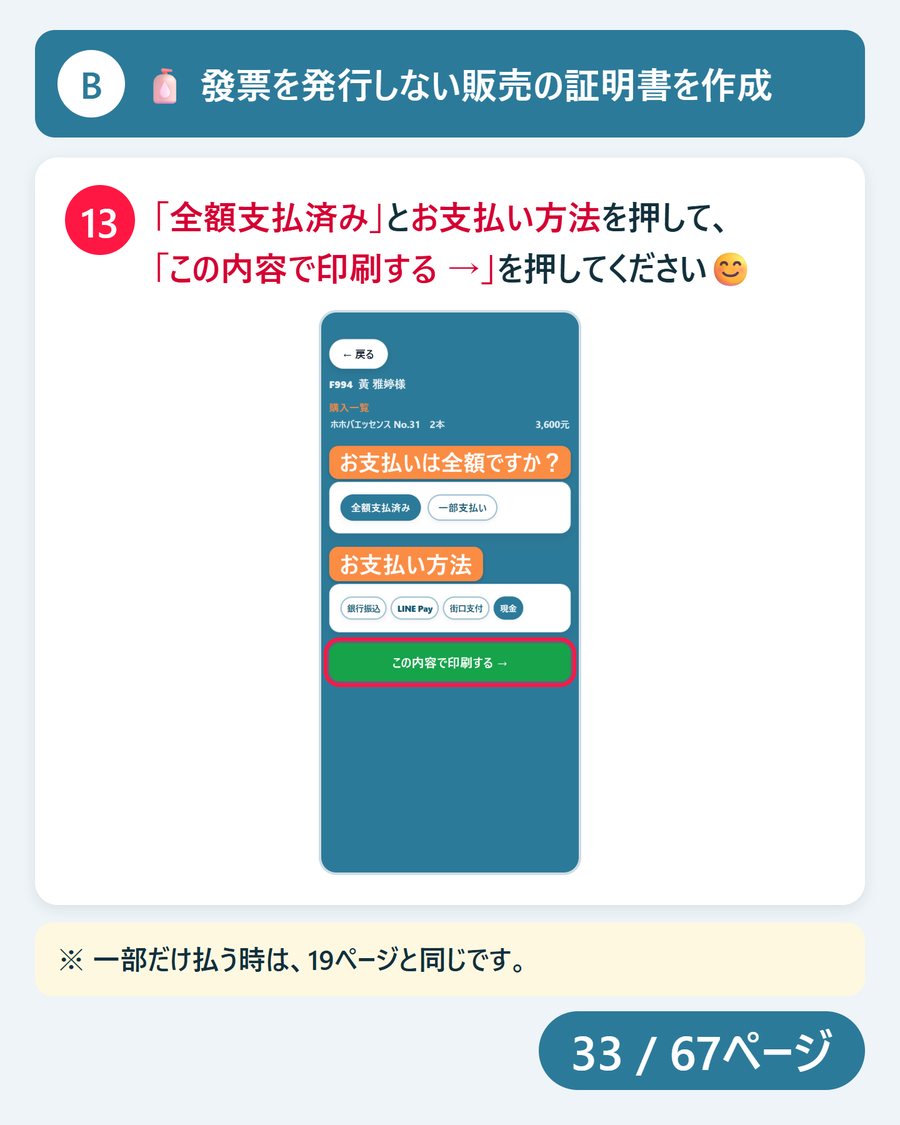 B 發票を発行しない販売の証明書を作成
13 「全額支払済み」とお支払い方法を押して、
「この内容で印刷する →」を押してください
← 戻る
F994 黃 雅婷様
購入一覧
ホホバエッセンス No.31 2本 3,600元
お支払いは全額ですか？
全額支払済み 一部支払い
お支払い方法
銀行振込 LINE Pay 街口支付 現金
この内容で印刷する →
※ 一部だけ払う時は、19ページと同じです。
33 / 67ページ